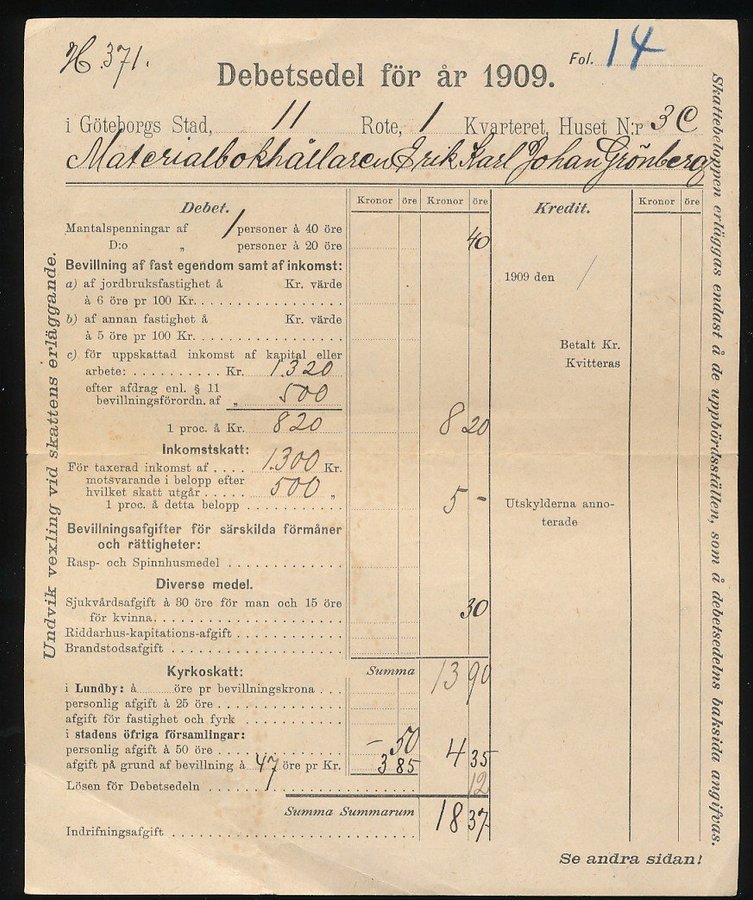 N. 371.
Fol. 14
Debetsedel för år 1909.
i Göteborgs Stad, 11 Rote, 1 Kvarteret, Huset N:r 3 C
Materialbokhållaren Erik Karl Johan Grönberg
Undvik vexling vid skattens erläggande.
Kronor öre Kronor öre
Debet.
Mantalspenningar af 1 personer à 40 öre 40
D:o „ personer à 20 öre
Bevillning af fast egendom samt af inkomst:
a) af jordbruksfastighet å Kr. värde
à 6 öre pr 100 Kr.
b) af annan fastighet å Kr. värde
à 5 öre pr 100 Kr.
c) för uppskattad inkomst af kapital eller
arbete: Kr. 1.320
efter afdrag enl. § 11
bevillningsförordn. af „ 500
1 proc. å Kr. 820 8 20
Inkomstskatt:
För taxerad inkomst af 1.300 Kr.
motsvarande i belopp efter
hvilket skatt utgår 500 „
1 proc. å detta belopp 5 -
Bevillningsafgifter för särskilda förmåner
och rättigheter:
Rasp- och Spinnhusmedel
Diverse medel.
Sjukvårdsafgift à 30 öre för man och 15 öre
för kvinna 30
Riddarhus-kapitations-afgift
Brandstodsafgift
Kyrkoskatt: Summa 13 90
i Lundby: à öre pr bevillningskrona
personlig afgift à 25 öre
afgift för fastighet och fyrk
i stadens öfriga församlingar:
personlig afgift à 50 öre - 50
afgift på grund af bevillning à 47 öre pr Kr. 3 85 4 35
Lösen för Debetsedeln 1 12
Summa Summarum 18 37
Indrifningsafgift
Kredit.
Kronor öre
1909 den /
Betalt Kr.
Kvitteras
Utskylderna anno-
terade
Skattebeloppen erläggas endast å de uppbördsställen, som å debetsedelns baksida angifvas.
Se andra sidan!